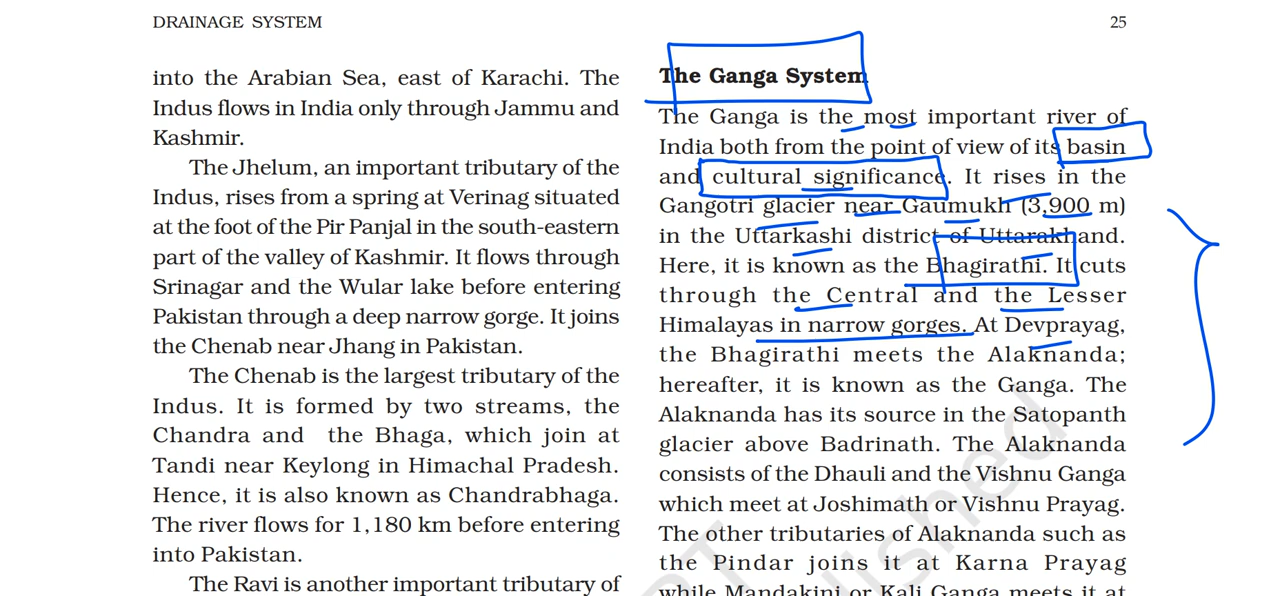 DRAINAGE SYSTEM
25
into the Arabian Sea, east of Karachi. The
Indus flows in India only through Jammu and
Kashmir.
The Jhelum, an important tributary of the
Indus, rises from a spring at Verinag situated
at the foot of the Pir Panjal in the south-eastern
part of the valley of Kashmir. It flows through
Srinagar and the Wular lake before entering
Pakistan through a deep narrow gorge. It joins
the Chenab near Jhang in Pakistan.
The Chenab is the largest tributary of the
Indus. It is formed by two streams, the
Chandra and the Bhaga, which join at
Tandi near Keylong in Himachal Pradesh.
Hence, it is also known as Chandrabhaga.
The river flows for 1,180 km before entering
into Pakistan.
The Ravi is another important tributary of
The Ganga System
The Ganga is the most important river of
India both from the point of view of its basin
and cultural significance. It rises in the
Gangotri glacier near Gaumukh (3,900 m)
in the Uttarkashi district of Uttarakhand.
Here, it is known as the Bhagirathi. It cuts
through the Central and the Lesser
Himalayas in narrow gorges. At Devprayag,
the Bhagirathi meets the Alaknanda;
hereafter, it is known as the Ganga. The
Alaknanda has its source in the Satopanth
glacier above Badrinath. The Alaknanda
consists of the Dhauli and the Vishnu Ganga
which meet at Joshimath or Vishnu Prayag.
The other tributaries of Alaknanda such as
the Pindar joins it at Karna Prayag
while Mandakini or Kali Ganga meets it at